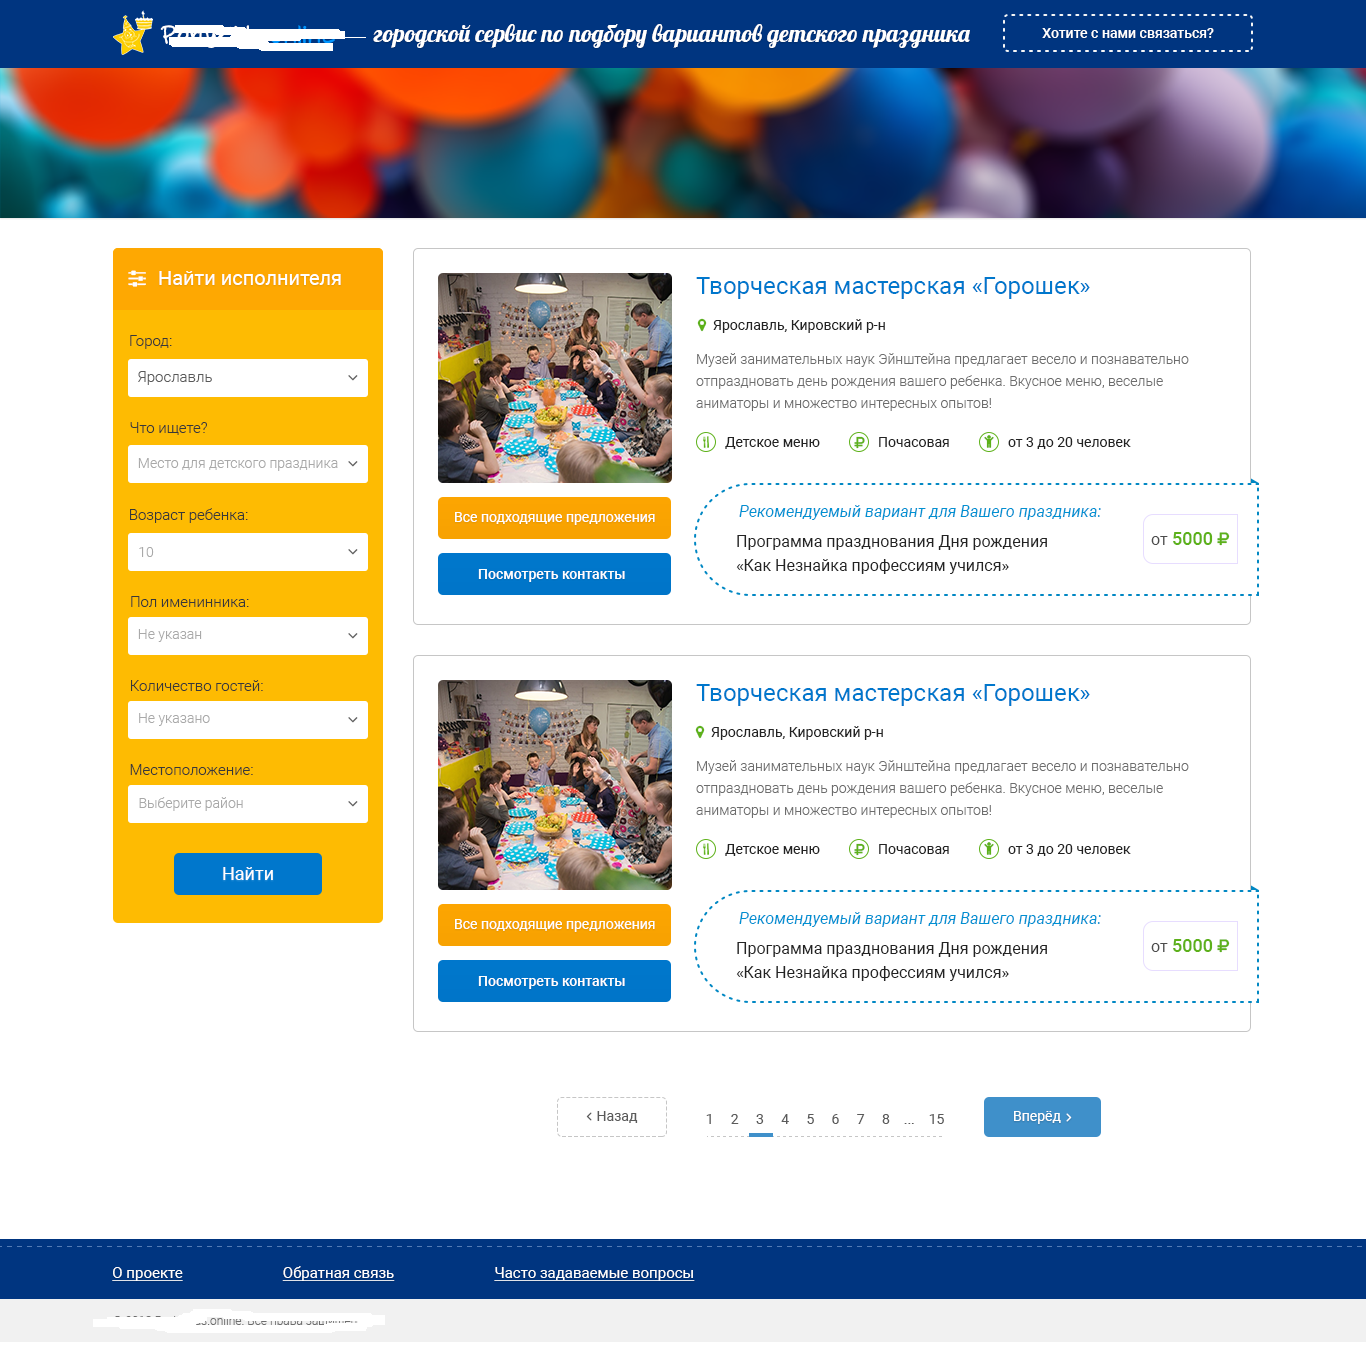 городской сервис по подбору вариантов детского праздника
Хотите с нами связаться?
Найти исполнителя
Город:
Ярославль
Что ищете?
Место для детского праздника
Возраст ребенка:
10
Пол именинника:
Не указан
Количество гостей:
Не указано
Местоположение:
Выберите район
Найти
Творческая мастерская «Горошек»
Ярославль, Кировский р-н
Музей занимательных наук Эйнштейна предлагает весело и познавательно
отпраздновать день рождения вашего ребенка. Вкусное меню, веселые
аниматоры и множество интересных опытов!
Детское меню
Почасовая
от 3 до 20 человек
Все подходящие предложения
Посмотреть контакты
Рекомендуемый вариант для Вашего праздника:
Программа празднования Дня рождения
«Как Незнайка профессиям учился»
от 5000 ₽
Творческая мастерская «Горошек»
Ярославль, Кировский р-н
Музей занимательных наук Эйнштейна предлагает весело и познавательно
отпраздновать день рождения вашего ребенка. Вкусное меню, веселые
аниматоры и множество интересных опытов!
Детское меню
Почасовая
от 3 до 20 человек
Все подходящие предложения
Посмотреть контакты
Рекомендуемый вариант для Вашего праздника:
Программа празднования Дня рождения
«Как Незнайка профессиям учился»
от 5000 ₽
Назад
1 2 3 4 5 6 7 8 ... 15
Вперёд
О проекте
Обратная связь
Часто задаваемые вопросы